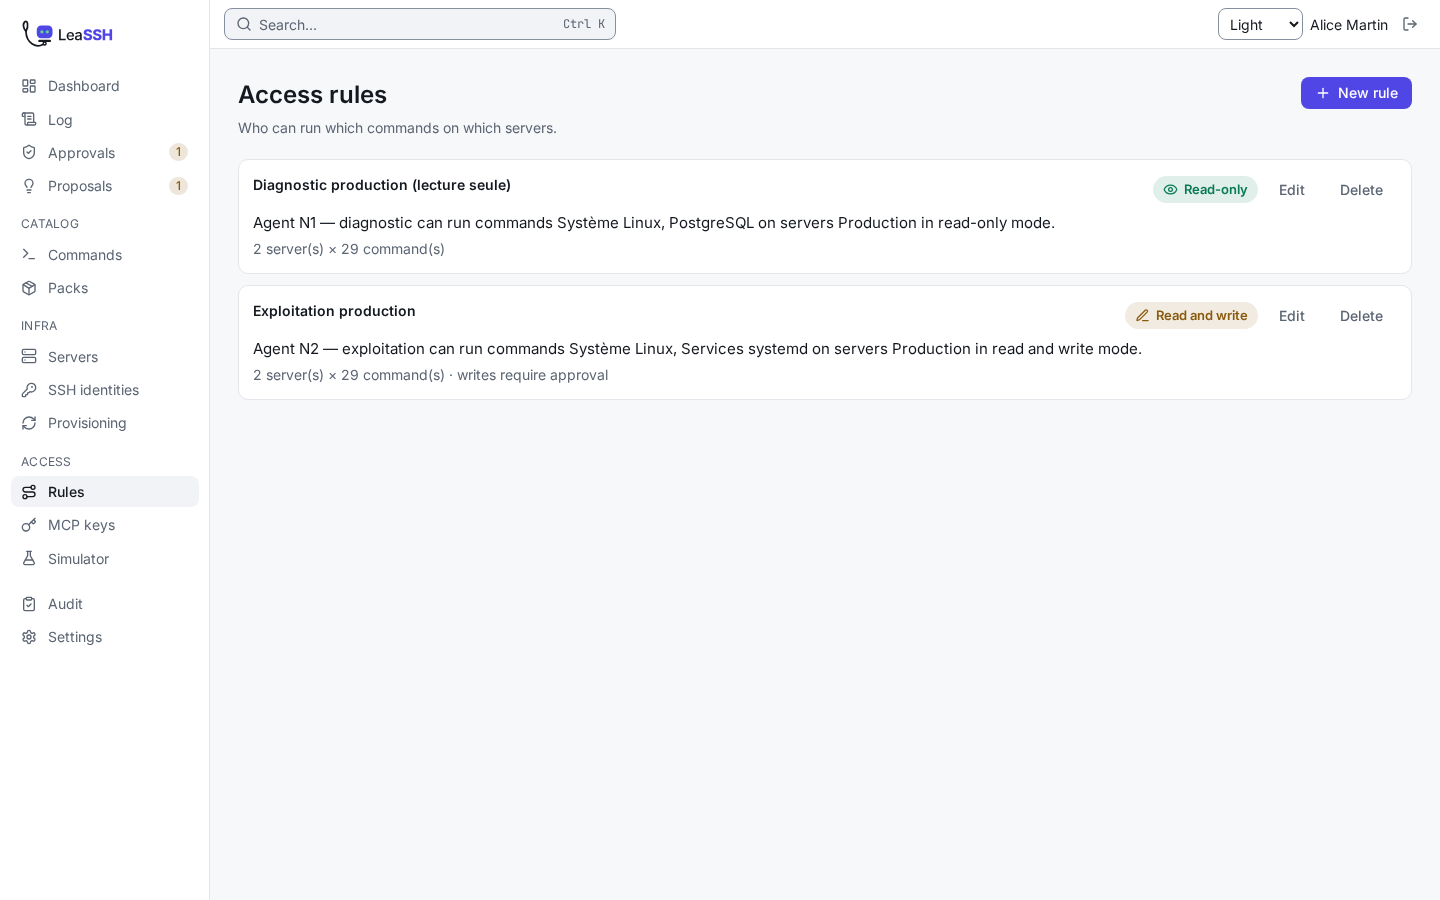 LeaSSH
Search...
Ctrl K
Light
Alice Martin
Dashboard
Log
Approvals 1
Proposals 1
CATALOG
Commands
Packs
INFRA
Servers
SSH identities
Provisioning
ACCESS
Rules
MCP keys
Simulator
Audit
Settings
Access rules
New rule
Who can run which commands on which servers.
Diagnostic production (lecture seule)
Read-only
Edit
Delete
Agent N1 — diagnostic can run commands Système Linux, PostgreSQL on servers Production in read-only mode.
2 server(s) × 29 command(s)
Exploitation production
Read and write
Edit
Delete
Agent N2 — exploitation can run commands Système Linux, Services systemd on servers Production in read and write mode.
2 server(s) × 29 command(s) · writes require approval